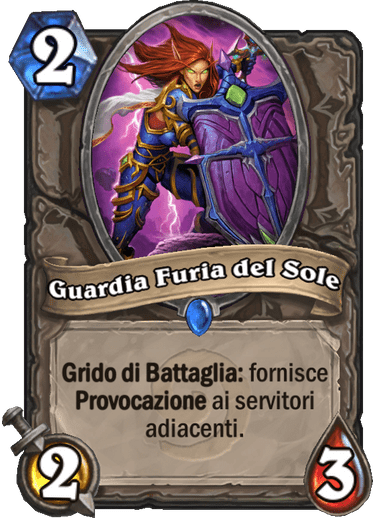 2
Guardia Furia del Sole
Grido di Battaglia: fornisce
Provocazione ai servitori
adiacenti.
2
3